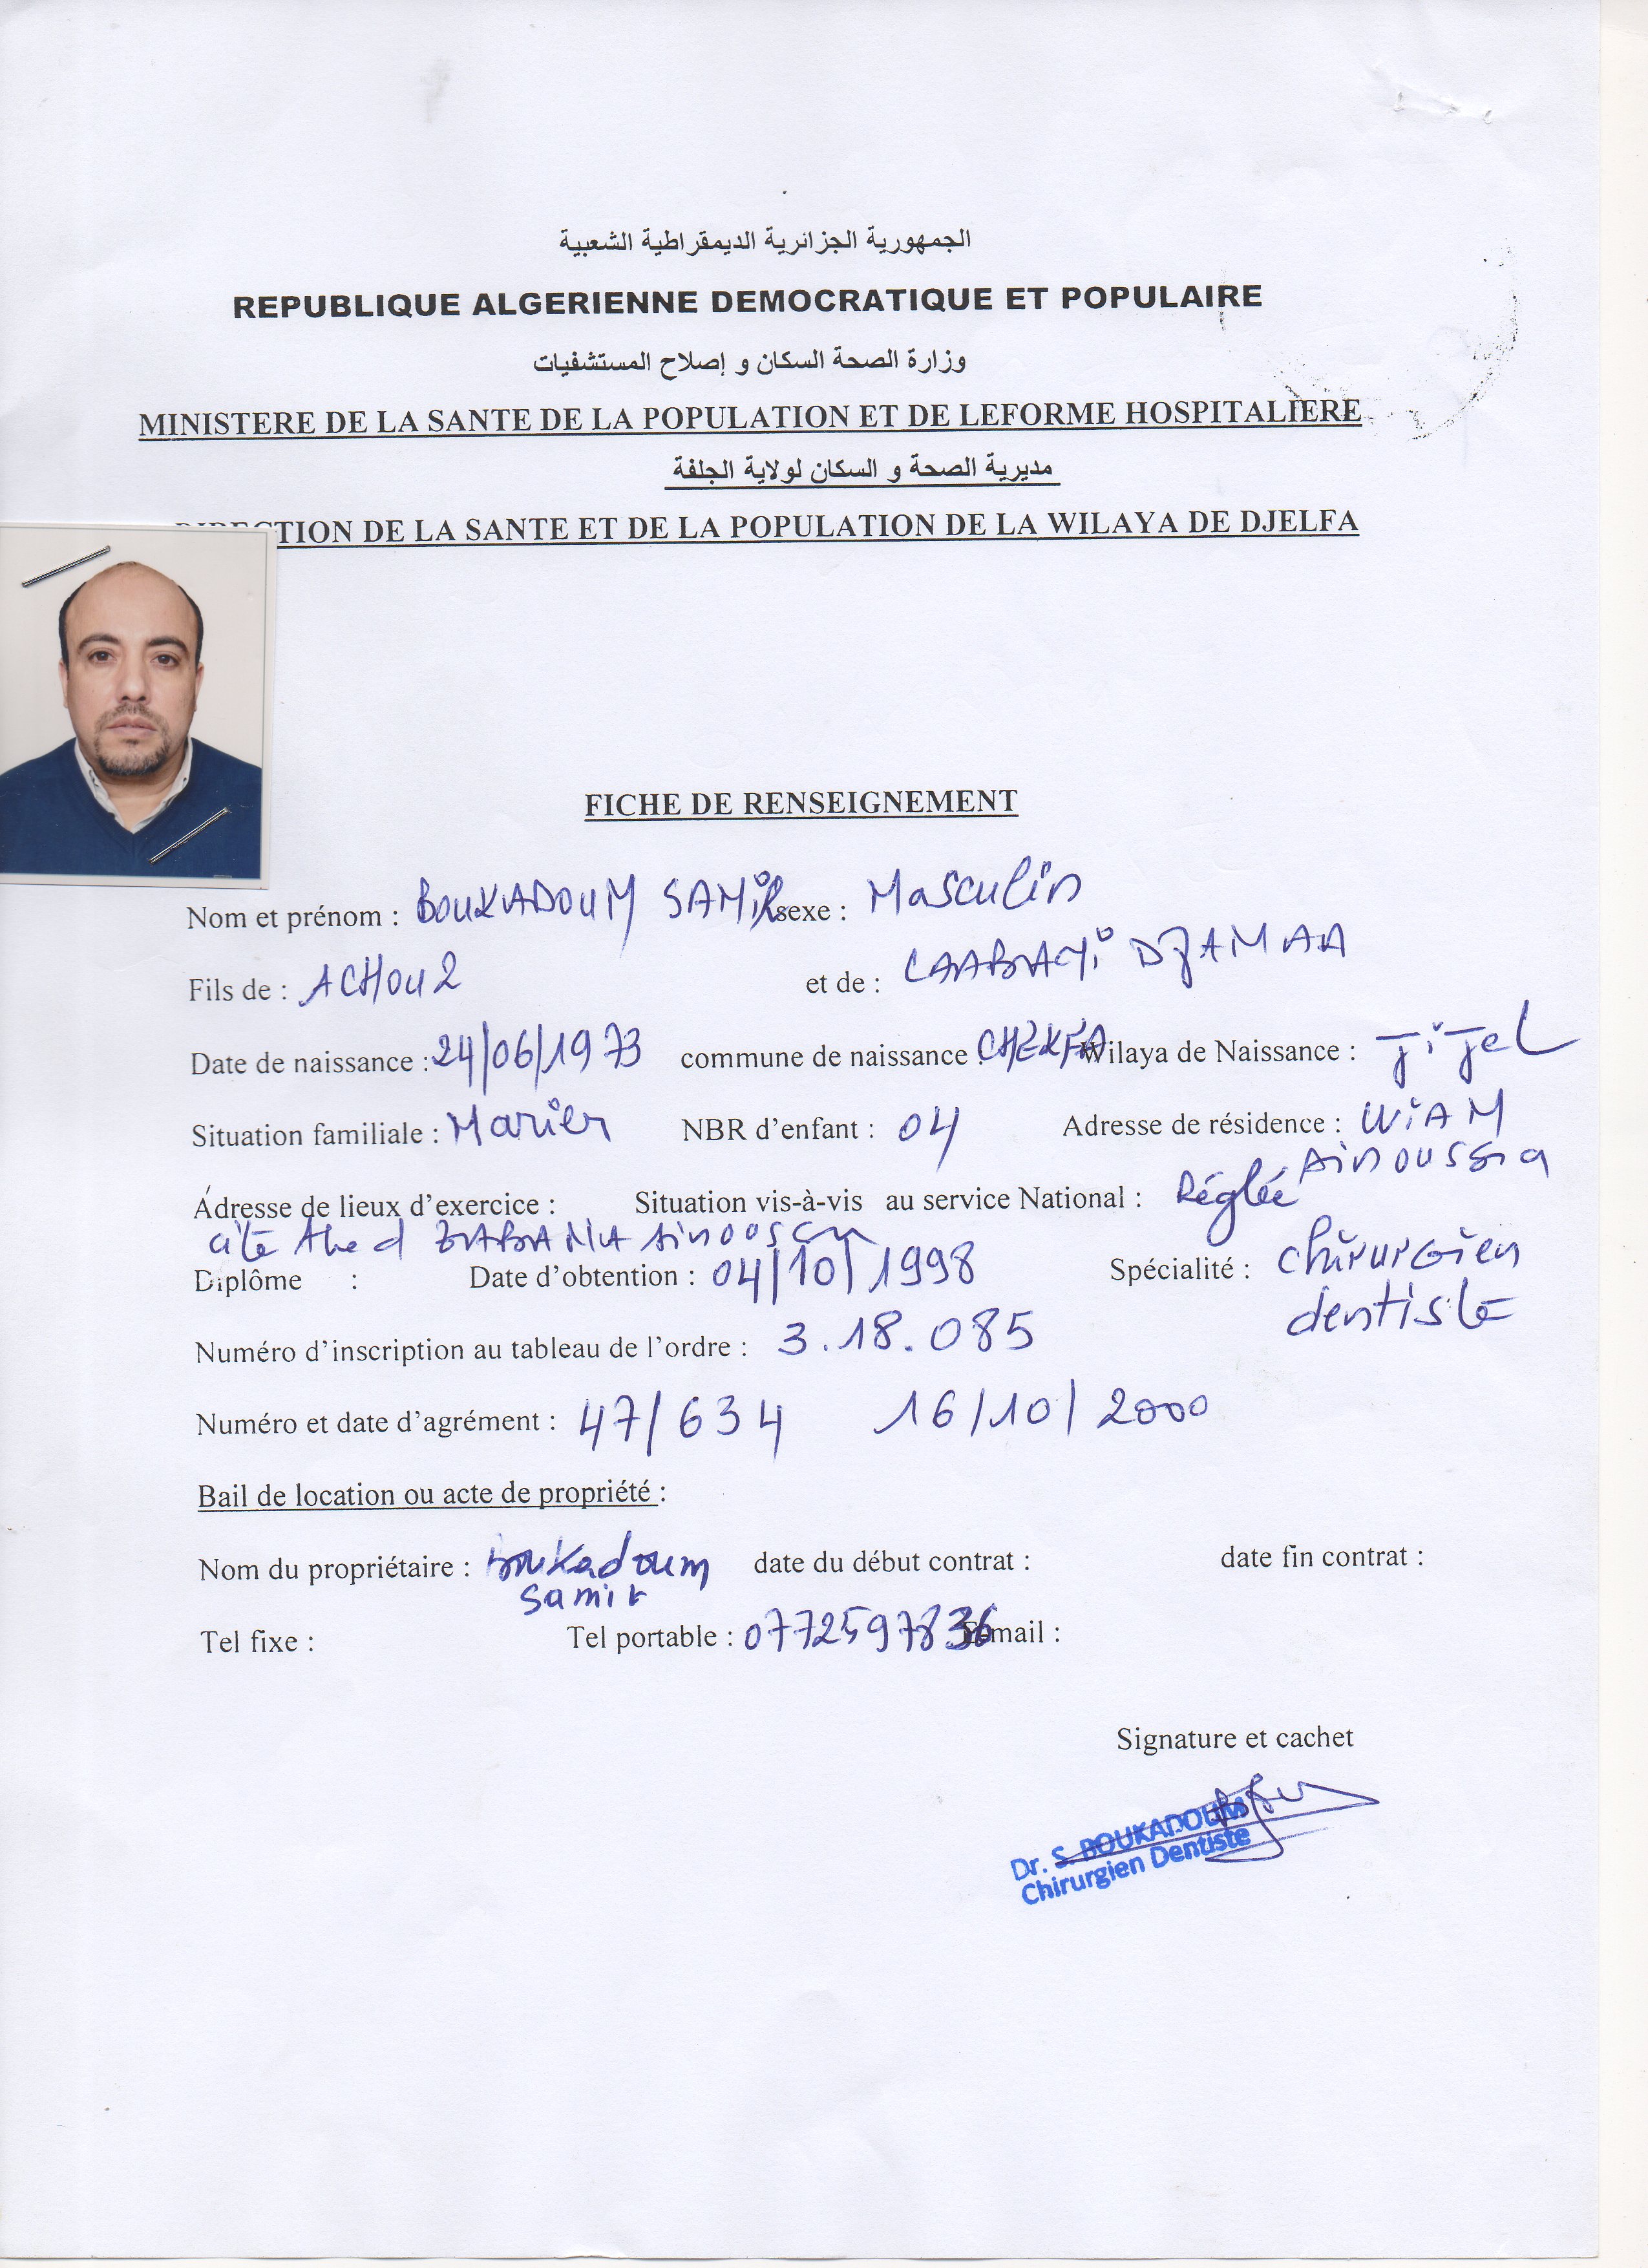 الجمهورية الجزائرية الديمقراطية الشعبية
REPUBLIQUE ALGERIENNE DEMOCRATIQUE ET POPULAIRE
وزارة الصحة السكان و إصلاح المستشفيات
MINISTERE DE LA SANTE DE LA POPULATION ET DE LEFORME HOSPITALIERE
مديرية الصحة و السكان لولاية الجلفة
DIRECTION DE LA SANTE ET DE LA POPULATION DE LA WILAYA DE DJELFA
FICHE DE RENSEIGNEMENT
Nom et prénom : BOUKADOUM SAMIR sexe : Masculin
Fils de : ACHOUR et de : DJAMAA
Date de naissance : 24/06/1973 commune de naissance : CHEKFA Wilaya de Naissance : Jijel
Situation familiale : Marier NBR d'enfant : 04 Adresse de résidence : WIAM
Ainoussra
Adresse de lieux d'exercice : Situation vis-à-vis au service National : Réglée
cité ZABANA
Diplôme : Date d'obtention : 04/10/1998 Spécialité : chirurgien
dentiste
Numéro d'inscription au tableau de l'ordre : 3.18.085
Numéro et date d'agrément : 47/634 16/10/2000
Bail de location ou acte de propriété :
Nom du propriétaire : Boukadoum date du début contrat : date fin contrat :
samir
Tel fixe : Tel portable : 0772597836 E-mail :
Signature et cachet
Dr. S. BOUKADOUM
Chirurgien Dentiste